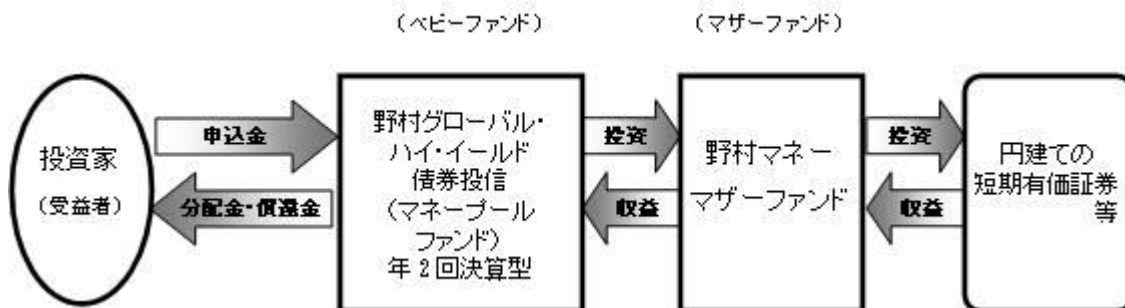 (ベビーファンド)
(マザーファンド)
投資家
(受益者)
申込金
分配金・償還金
野村グローバル・
ハイ・イールド
債券投信
(マネープール
ファンド)
年2回決算型
投資
収益
野村マネー
マザーファンド
投資
収益
円建ての
短期有価証券
等